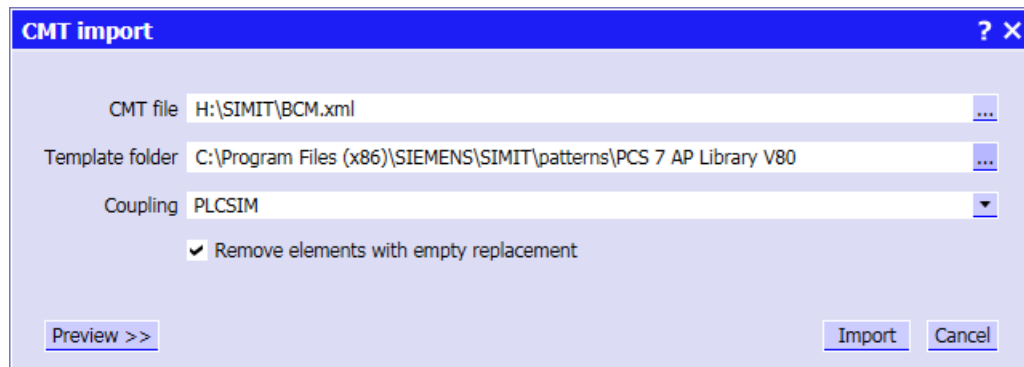 CMT import ? ×
CMT file H:\SIMIT\BCM.xml ...
Template folder C:\Program Files (x86)\SIEMENS\SIMIT\patterns\PCS 7 AP Library V80 ...
Coupling PLCSIM
Remove elements with empty replacement
Preview >> Import Cancel